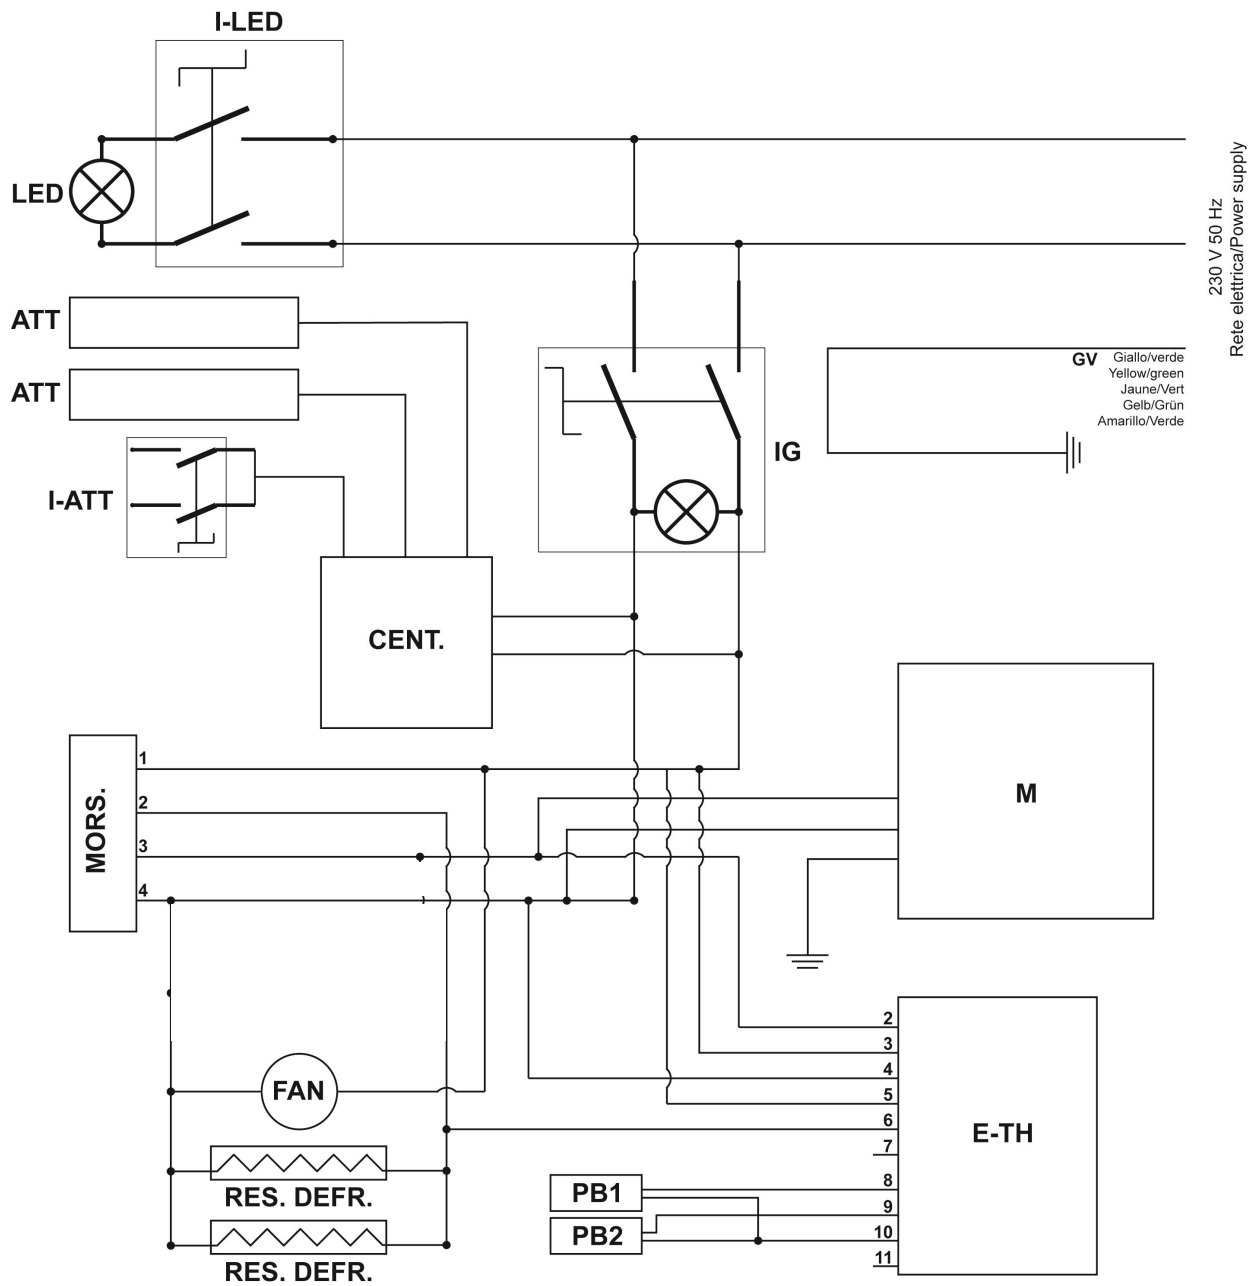 I-LED
LED
230 V 50 Hz
Rete elettrica/Power supply
ATT
ATT
GV
Giallo/verde
Yellow/green
Jaune/Vert
Gelb/Grün
Amarillo/Verde
IG
I-ATT
CENT.
MORS.
1
2
3
4
M
FAN
RES. DEFR.
RES. DEFR.
PB1
PB2
2
3
4
5
6
7
8
9
10
11
E-TH